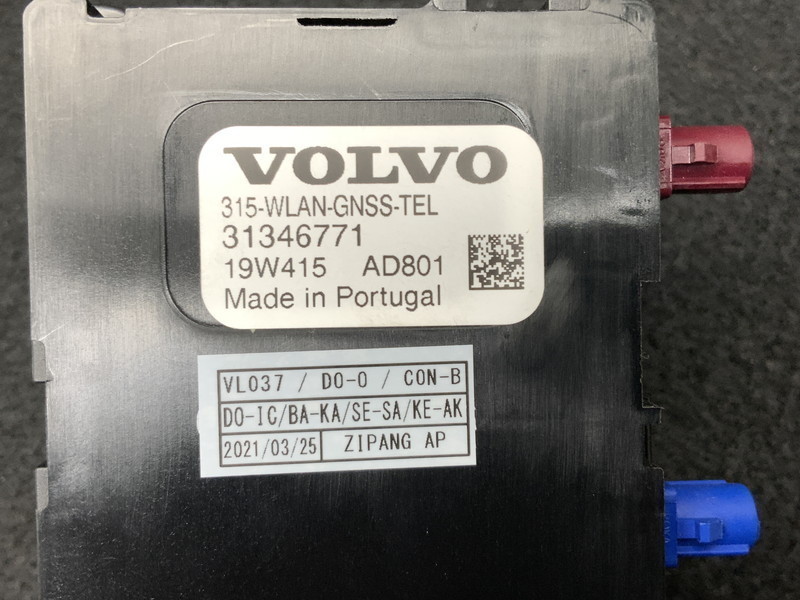 VOLVO
315-WLAN-GNSS-TEL
31346771
19W415 AD801
Made in Portugal
VL037 / DO-O / CON-B
DO-IC/BA-KA/SE-SA/KE-AK
2021/03/25 ZIPANG AP